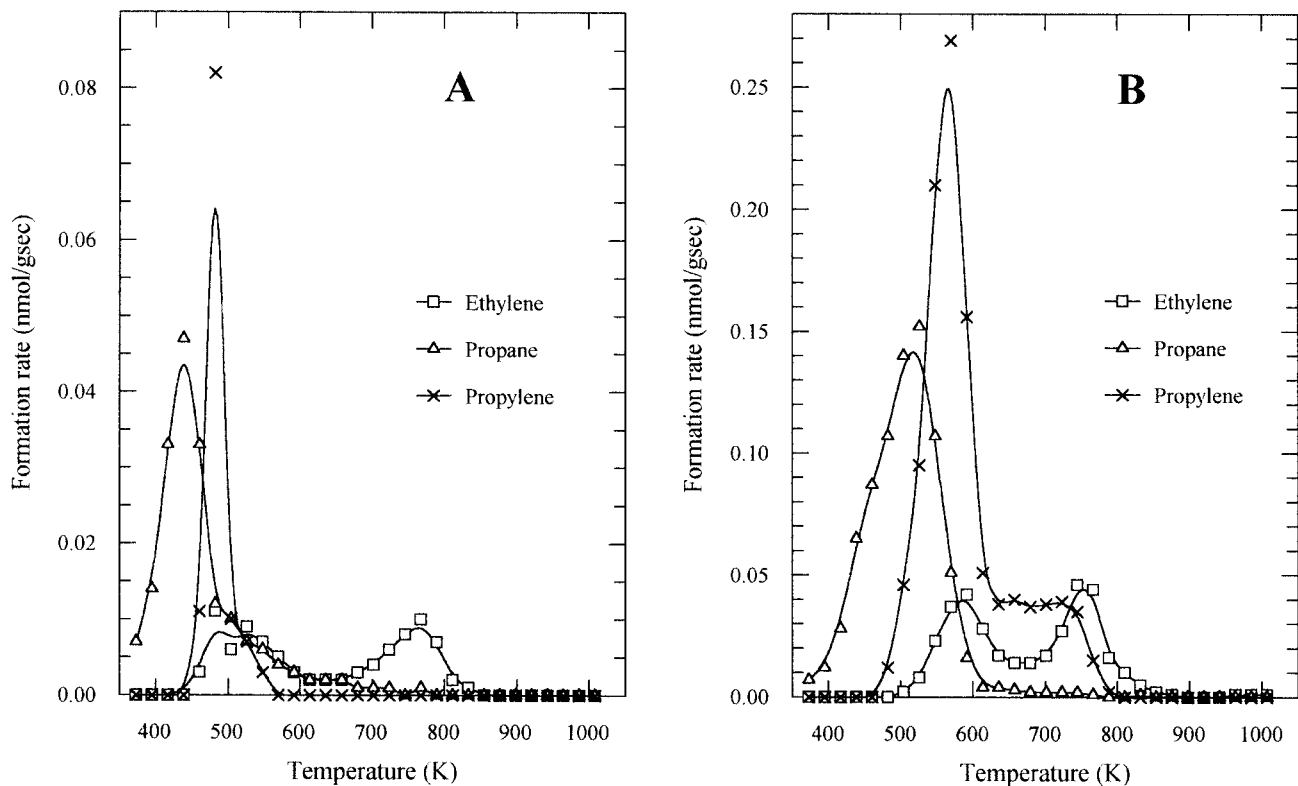 A
Formation rate (nmol/gsec)
0.08
0.06
0.04
0.02
0.00
Ethylene
Propane
Propylene
400 500 600 700 800 900 1000
Temperature (K)
B
Formation rate (nmol/gsec)
0.25
0.20
0.15
0.10
0.05
0.00
Ethylene
Propane
Propylene
400 500 600 700 800 900 1000
Temperature (K)